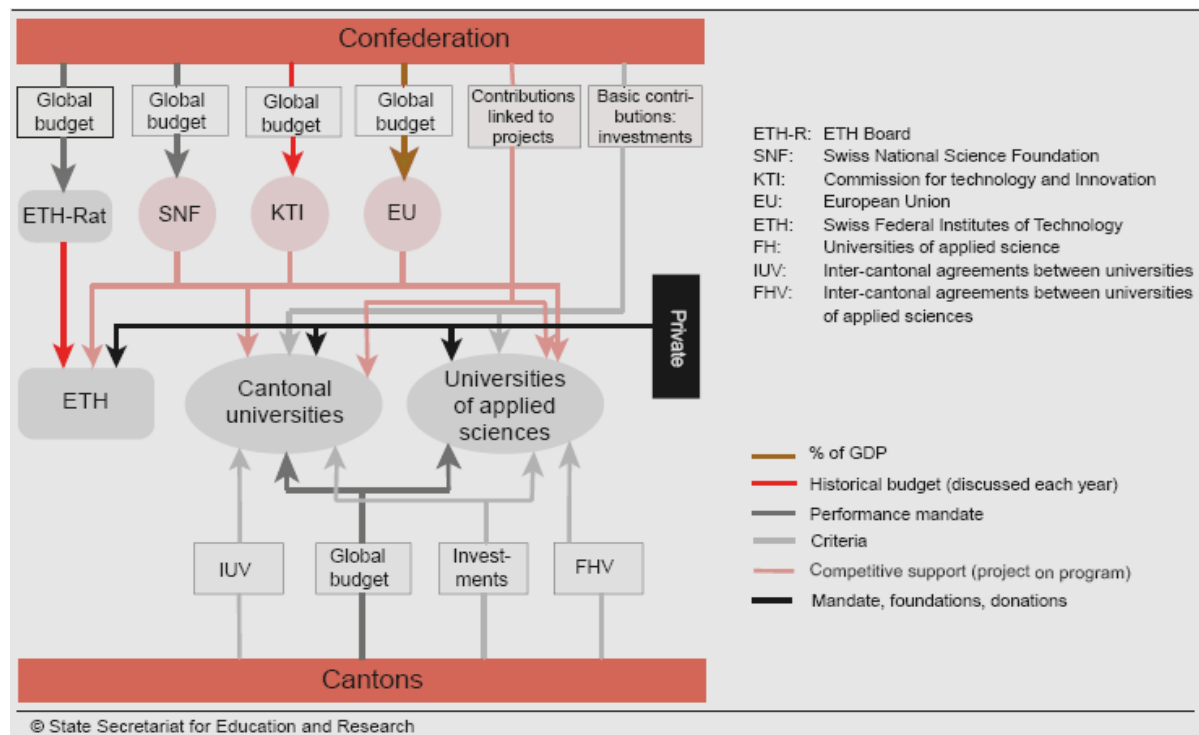 Confederation
Global
budget
Global
budget
Global
budget
Global
budget
Contributions
linked to
projects
Basic contri-
butions:
investments
ETH-R: ETH Board
SNF: Swiss National Science Foundation
KTI: Commission for technology and Innovation
EU: European Union
ETH: Swiss Federal Institutes of Technology
FH: Universities of applied science
IUV: Inter-cantonal agreements between universities
FHV: Inter-cantonal agreements between universities
of applied sciences
ETH-Rat
SNF
KTI
EU
Private
ETH
Cantonal
universities
Universities
of applied
sciences
% of GDP
Historical budget (discussed each year)
Performance mandate
Criteria
Competitive support (project on program)
Mandate, foundations, donations
IUV
Global
budget
Invest-
ments
FHV
Cantons
© State Secretariat for Education and Research